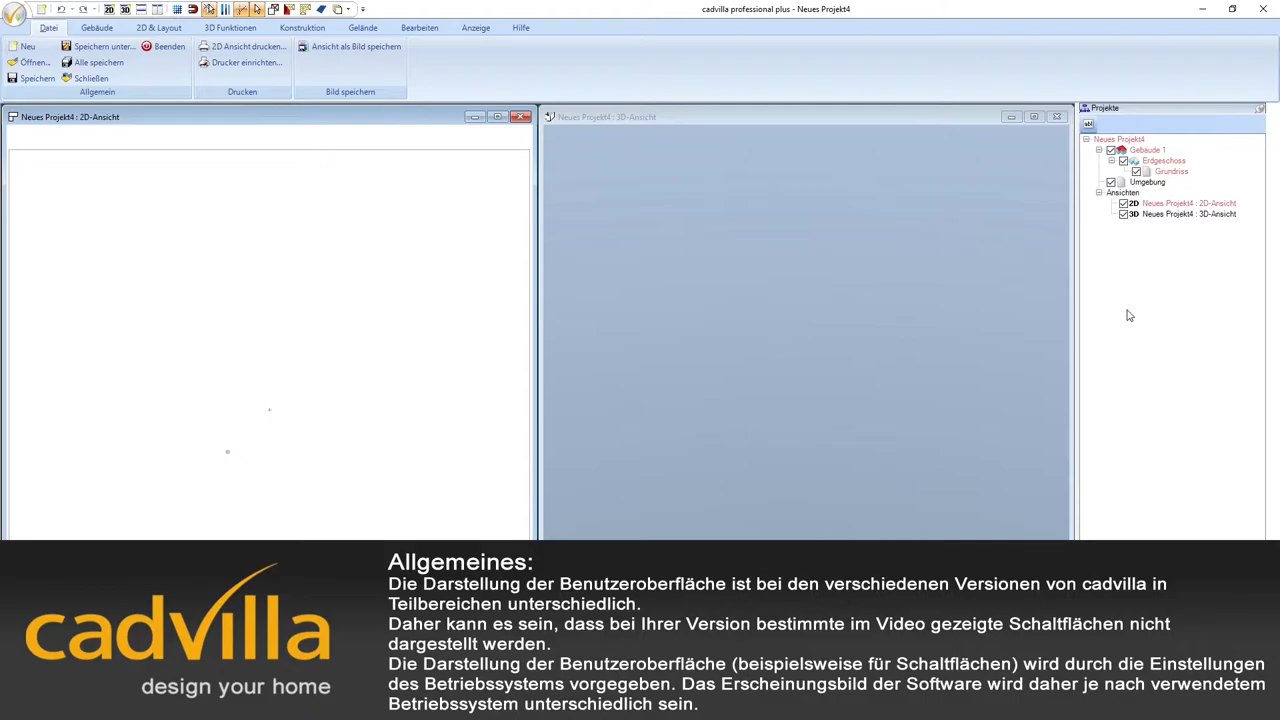 cadvilla professional plus - Neues Projekt4
Datei Gebäude 2D & Layout 3D Funktionen Konstruktion Gelände Bearbeiten Anzeige Hilfe
Neu Speichern unter... Beenden 2D Ansicht drucken... Ansicht als Bild speichern
Öffnen... Alle speichern Drucker einrichten...
Speichern Schließen
Allgemein Drucken Bild speichern
Neues Projekt4 : 2D-Ansicht
Neues Projekt4 : 3D-Ansicht
Projekte
Neues Projekt4
Gebäude 1
Erdgeschoss
Grundriss
Umgebung
Ansichten
2D Neues Projekt4 : 2D-Ansicht
3D Neues Projekt4 : 3D-Ansicht
cadvilla
design your home
Allgemeines:
Die Darstellung der Benutzeroberfläche ist bei den verschiedenen Versionen von cadvilla in
Teilbereichen unterschiedlich.
Daher kann es sein, dass bei Ihrer Version bestimmte im Video gezeigte Schaltflächen nicht
dargestellt werden.
Die Darstellung der Benutzeroberfläche (beispielsweise für Schaltflächen) wird durch die Einstellungen
des Betriebssystems vorgegeben. Das Erscheinungsbild der Software wird daher je nach verwendetem
Betriebssystem unterschiedlich sein.